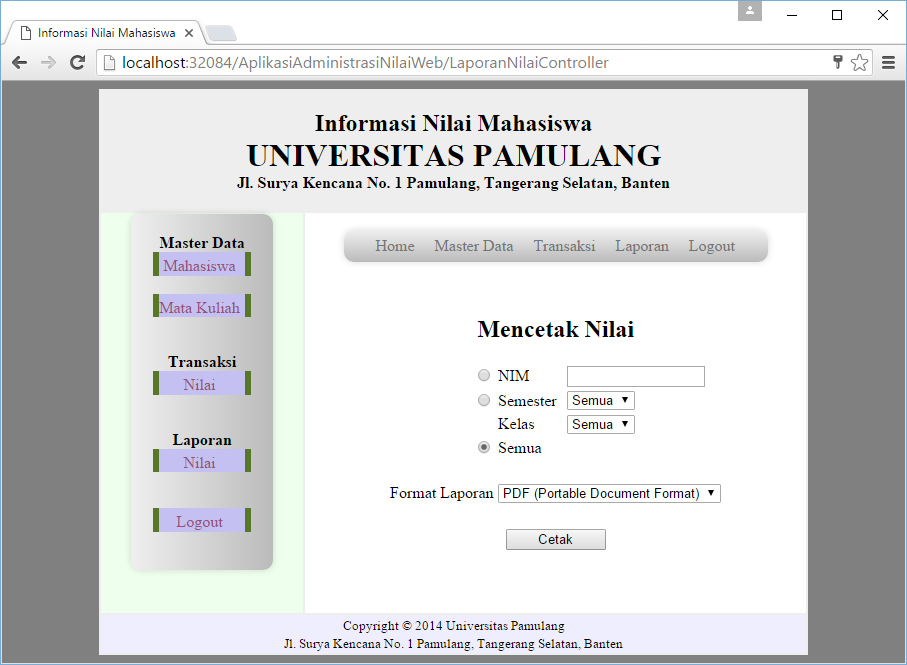 Informasi Nilai Mahasiswa
localhost:32084/AplikasiAdministrasiNilaiWeb/LaporanNilaiController
Informasi Nilai Mahasiswa
UNIVERSITAS PAMULANG
Jl. Surya Kencana No. 1 Pamulang, Tangerang Selatan, Banten
Master Data
Mahasiswa
Mata Kuliah
Transaksi
Nilai
Laporan
Nilai
Logout
Home Master Data Transaksi Laporan Logout
Mencetak Nilai
NIM
Semester Semua
Kelas Semua
Semua
Format Laporan PDF (Portable Document Format)
Cetak
Copyright © 2014 Universitas Pamulang
Jl. Surya Kencana No. 1 Pamulang, Tangerang Selatan, Banten